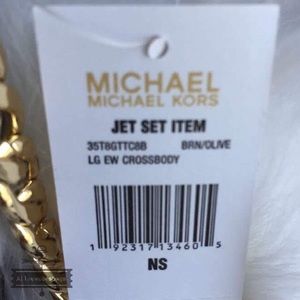 MICHAEL
MICHAEL KORS
JET SET ITEM
35T8GTTC8B BRN/OLIVE
LG EW CROSSBODY
1 92317 13460 5
NS